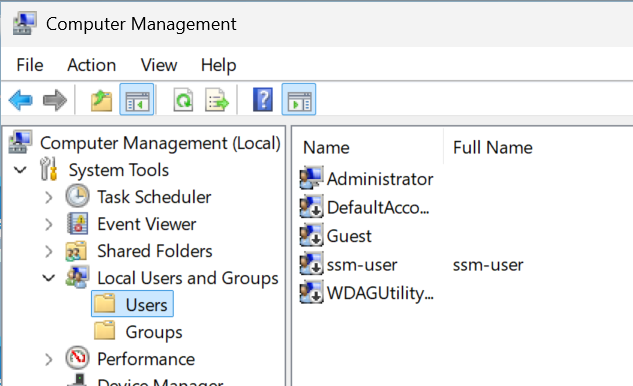 Computer Management
File Action View Help
Computer Management (Local)
System Tools
Task Scheduler
Event Viewer
Shared Folders
Local Users and Groups
Users
Groups
Performance
Device Manager
Name Full Name
Administrator
DefaultAcco...
Guest
ssm-user ssm-user
WDAGUtility...